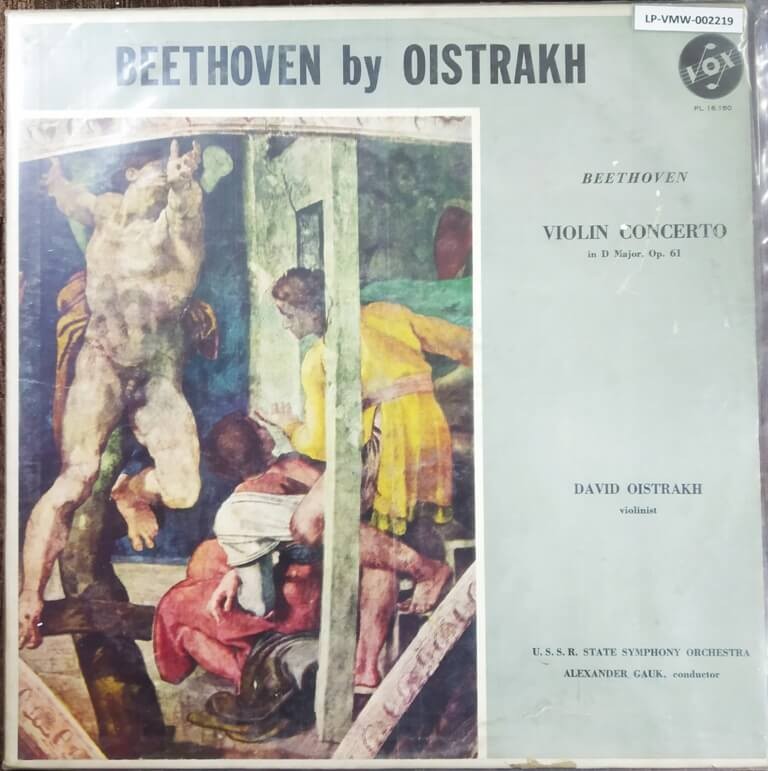 LP-VMW-002219
BEETHOVEN by OISTRAKH
VOX
PL 16.150
BEETHOVEN
VIOLIN CONCERTO
in D Major, Op. 61
DAVID OISTRAKH
violinist
U. S. S. R. STATE SYMPHONY ORCHESTRA
ALEXANDER GAUK, conductor